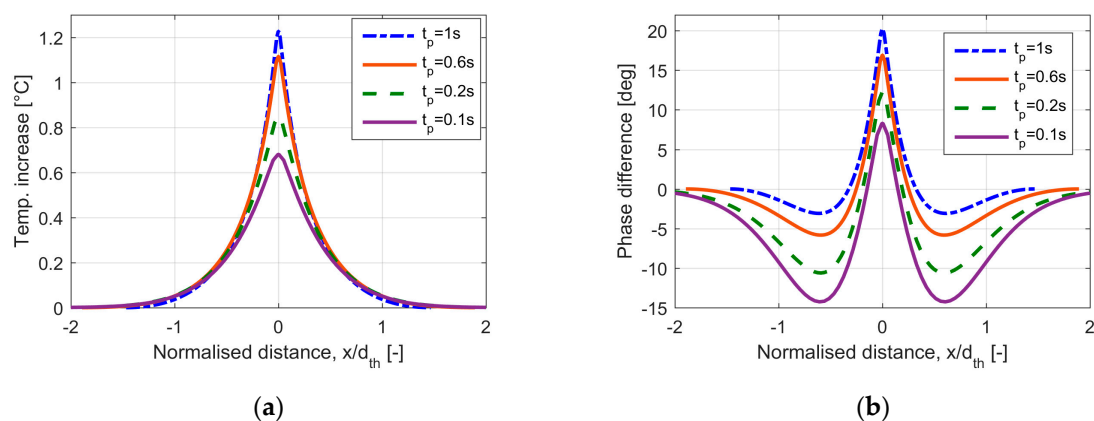 Temp. increase [°C]
1.2
1
0.8
0.6
0.4
0.2
0
-2
-1
0
1
2
Normalised distance, x/d_th [-]
t_p=1s
t_p=0.6s
t_p=0.2s
t_p=0.1s
(a)
Phase difference [deg]
20
15
10
5
0
-5
-10
-15
-2
-1
0
1
2
Normalised distance, x/d_th [-]
t_p=1s
t_p=0.6s
t_p=0.2s
t_p=0.1s
(b)